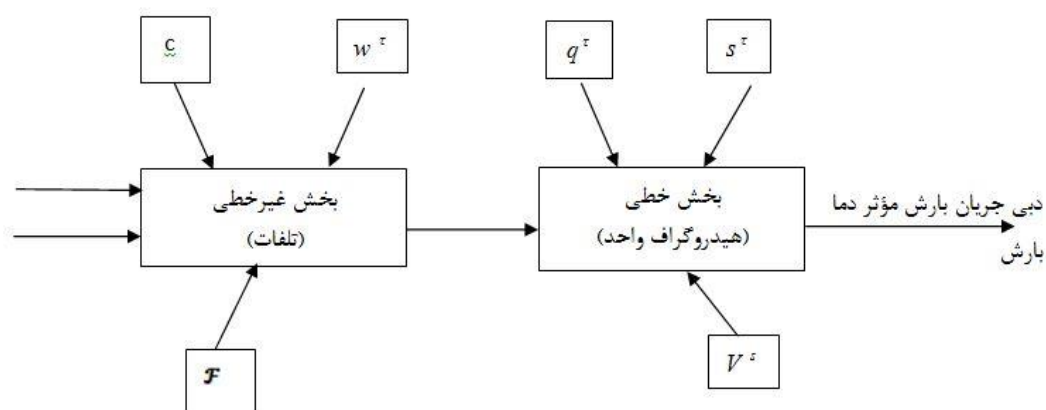 c
w τ
q τ
s τ
بخش غیرخطی
(تلفات)
بخش خطی
(هیدروگراف واحد)
دبی جریان بارش مؤثر دما
بارش
F
V s